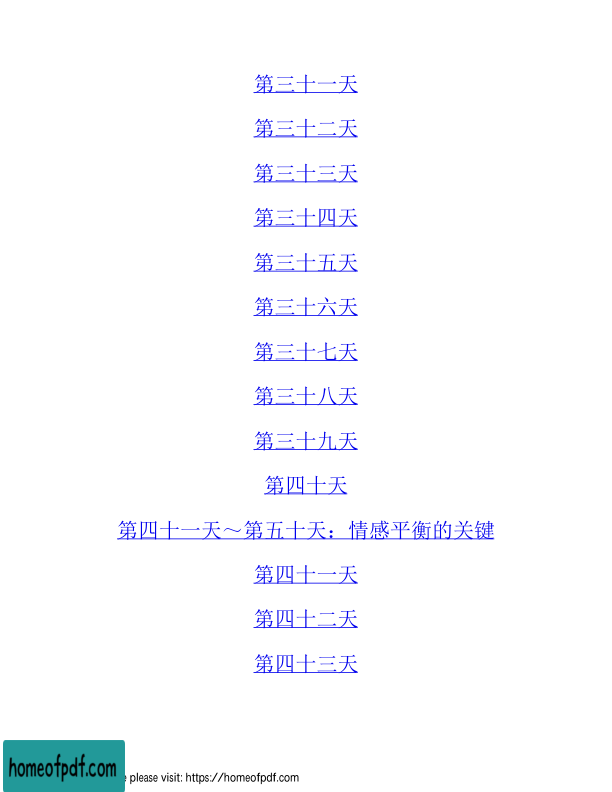 第三十一天
第三十二天
第三十三天
第三十四天
第三十五天
第三十六天
第三十七天
第三十八天
第三十九天
第四十天
第四十一天～第五十天：情感平衡的关键
第四十一天
第四十二天
第四十三天
homeofpdf.com
please visit: https://homeofpdf.com